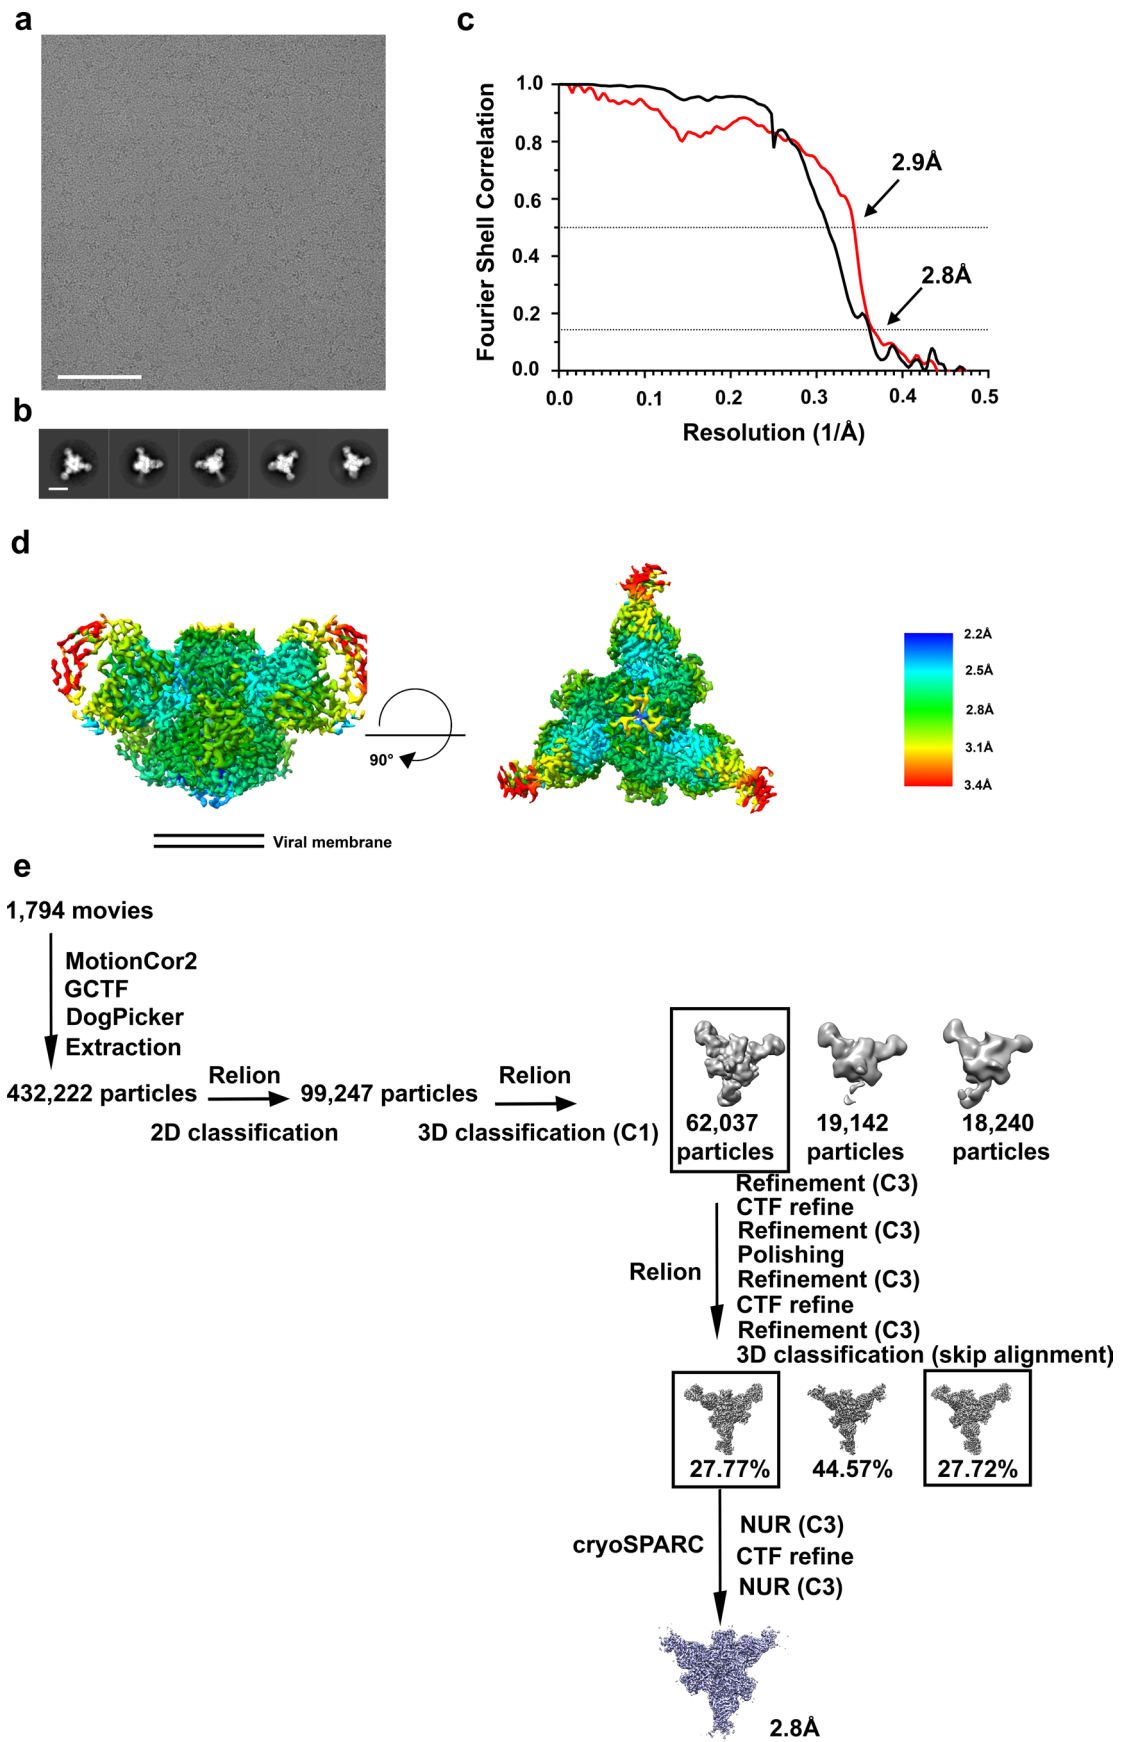 a
b
c
1.0
0.8
0.6
0.4
0.2
0.0
Fourier Shell Correlation
2.9Å
2.8Å
0.0 0.1 0.2 0.3 0.4 0.5
Resolution (1/Å)
d
90°
Viral membrane
2.2Å
2.5Å
2.8Å
3.1Å
3.4Å
e
1,794 movies
MotionCor2
GCTF
DogPicker
Extraction
432,222 particles
Relion
2D classification
99,247 particles
Relion
3D classification (C1)
62,037
particles
19,142
particles
18,240
particles
Relion
Refinement (C3)
CTF refine
Refinement (C3)
Polishing
Refinement (C3)
CTF refine
Refinement (C3)
3D classification (skip alignment)
27.77%
44.57%
27.72%
cryoSPARC
NUR (C3)
CTF refine
NUR (C3)
2.8Å